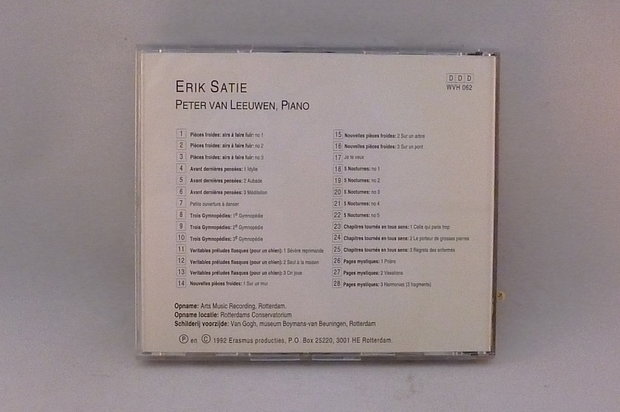 ERIK SATIE
PETER VAN LEEUWEN, PIANO
D D D
WVH 062
1 Pièces froides: airs à faire fuir: no 1
2 Pièces froides: airs à faire fuir: no 2
3 Pièces froides: airs à faire fuir: no 3
4 Avant dernières pensées: 1 Idylle
5 Avant dernières pensées: 2 Aubade
6 Avant dernières pensées: 3 Méditation
7 Petite ouverture à danser
8 Trois Gymnopédies: 1e Gymnopédie
9 Trois Gymnopédies: 2e Gymnopédie
10 Trois Gymnopédies: 3e Gymnopédie
11 Veritables préludes flasques (pour un chien): 1 Sévère reprimande
12 Veritables préludes flasques (pour un chien): 2 Seul à la maison
13 Veritables préludes flasques (pour un chien): 3 On joue
14 Nouvelles pièces froides: 1 Sur un mur
15 Nouvelles pièces froides: 2 Sur un arbre
16 Nouvelles pièces froides: 3 Sur un pont
17 Je te veux
18 5 Nocturnes: no 1
19 5 Nocturnes: no 2
20 5 Nocturnes: no 3
21 5 Nocturnes: no 4
22 5 Nocturnes: no 5
23 Chapitres tournés en tous sens: 1 Celle qui parle trop
24 Chapitres tournés en tous sens: 2 Le porteur de grosses pierres
25 Chapitres tournés en tous sens: 3 Regrets des enfermés
26 Pages mystiques: 1 Prière
27 Pages mystiques: 2 Vexations
28 Pages mystiques: 3 Harmonies (3 fragments)
Opname: Arts Music Recording, Rotterdam.
Opname locatie: Rotterdams Conservatorium
Schilderij voorzijde: Van Gogh, museum Boymans-van Beuningen, Rotterdam
Ⓟ en Ⓒ 1992 Erasmus producties, P.O. Box 25220, 3001 HE Rotterdam.